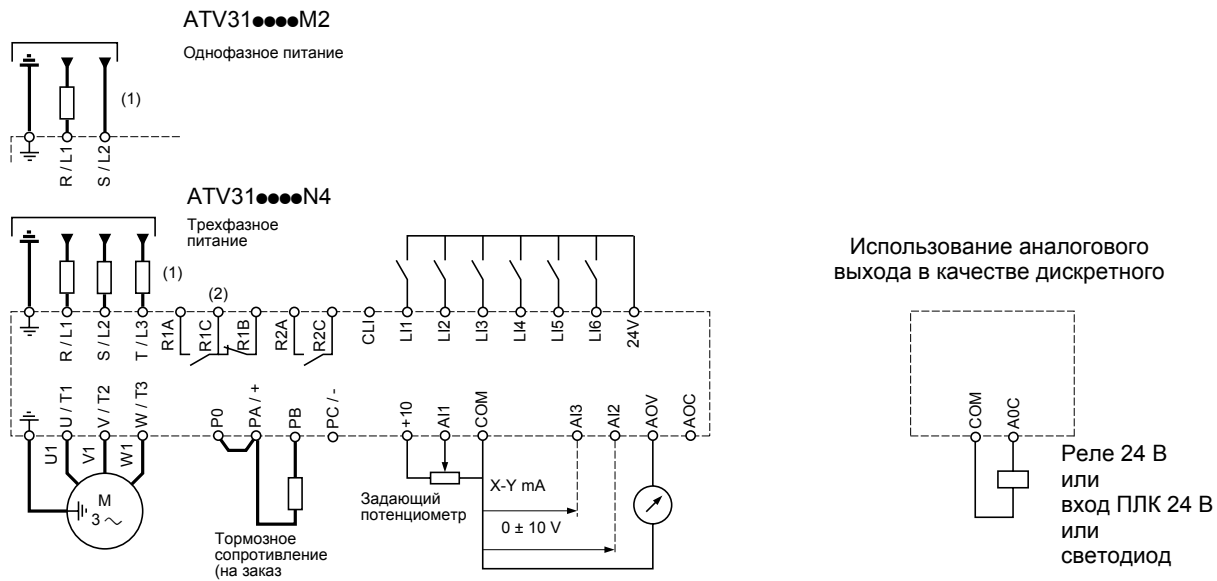 ATV31●●●●M2
Однофазное питание
(1)
R / L1
S / L2
ATV31●●●●N4
Трехфазное
питание
(1)
(2)
R / L1
S / L2
T / L3
R1A
R1C
R1B
R2A
R2C
CLI
LI1
LI2
LI3
LI4
LI5
LI6
24V
U / T1
V / T2
W / T3
P0
PA / +
PB
PC / -
+10
AI1
COM
AI3
AI2
AOV
AOC
U1
V1
W1
M
3 ~
Тормозное
сопротивление
(на заказ
Задающий
потенциометр
X-Y mA
0 ± 10 V
Использование аналогового
выхода в качестве дискретного
COM
A0C
Реле 24 В
или
вход ПЛК 24 В
или
светодиод